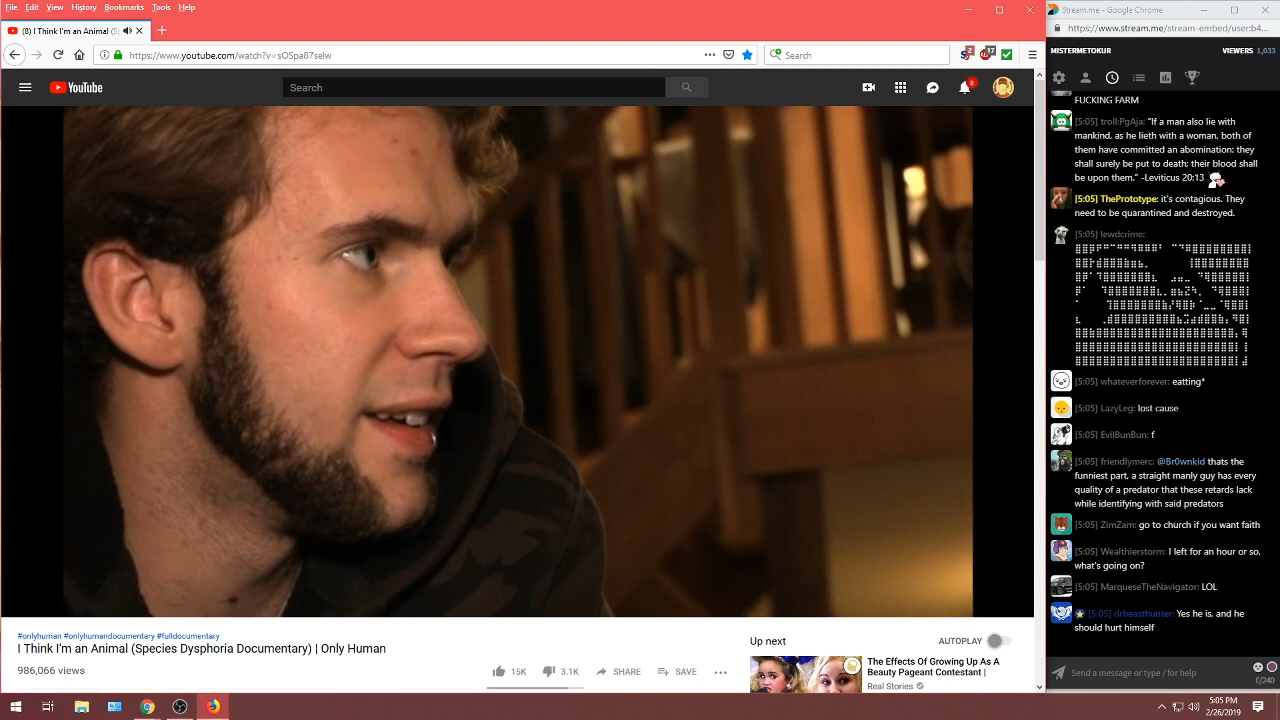 File Edit View History Bookmarks Tools Help
Stream.me - Google Chrome
(8) I Think I'm an Animal (S
https://www.stream.me/stream-embed/user:b4...
https://www.youtube.com/watch?v=sOSpa87selw
Search
2
17
MISTERMETOKUR
VIEWERS 1,033
YouTube
Search
8
FUCKING FARM
[5:05] troll:PgAja: "If a man also lie with
mankind, as he lieth with a woman, both of
them have committed an abomination: they
shall surely be put to death; their blood shall
be upon them." -Leviticus 20:13
[5:05] ThePrototype: it's contagious. They
need to be quarantined and destroyed.
[5:05] lewdcrime:
[5:05] whateverforever: eatting*
[5:05] LazyLeg: lost cause
[5:05] EvilBunBun: f
[5:05] friendlymerc: @Br0wnkid thats the
funniest part, a straight manly guy has every
quality of a predator that these retards lack
while identifying with said predators
[5:05] ZimZam: go to church if you want faith
[5:05] Wealthierstorm: I left for an hour or so,
what's going on?
[5:05] MarqueseTheNavigator: LOL
[5:05] drbeasthunter: Yes he is, and he
should hurt himself
Send a message or type / for help
0/240
#onlyhuman #onlyhumandocumentary #fulldocumentary
I Think I'm an Animal (Species Dysphoria Documentary) | Only Human
986,066 views
15K
3.1K
SHARE
SAVE
Up next
AUTOPLAY
The Effects Of Growing Up As A
Beauty Pageant Contestant |
Real Stories
5:05 PM
2/26/2019